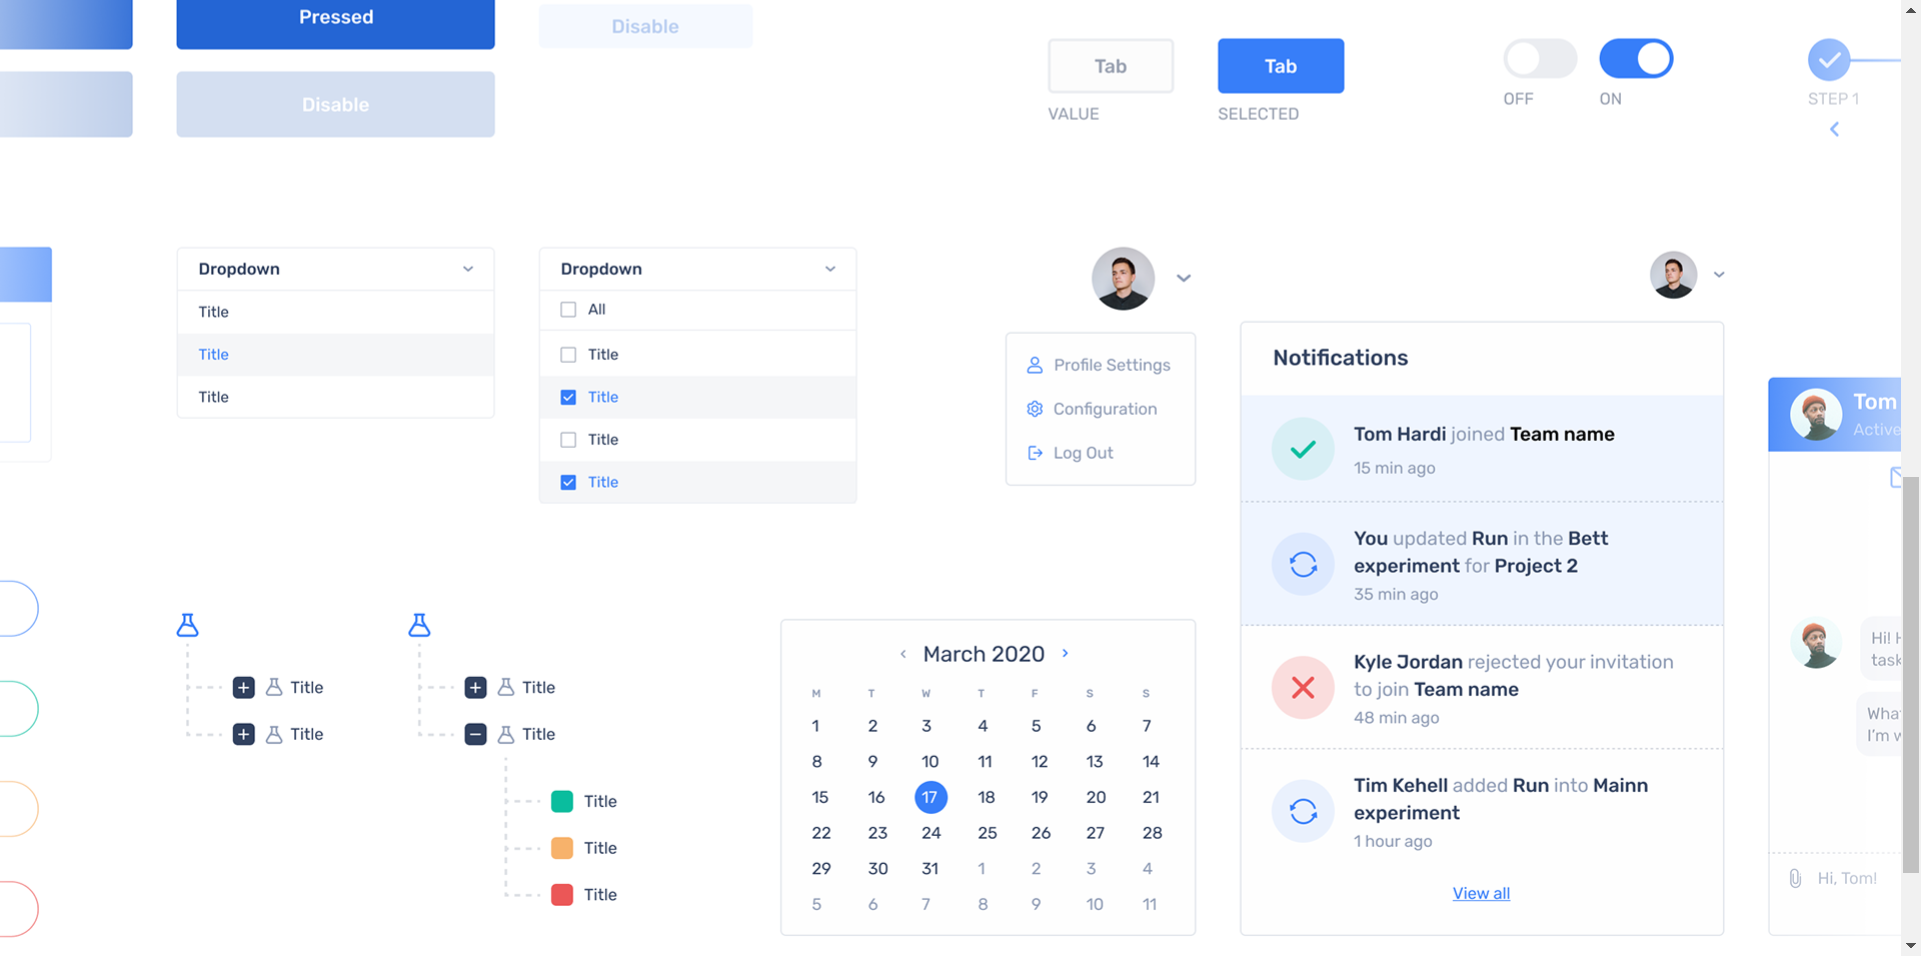 Pressed
Disable
Disable
Tab
VALUE
Tab
SELECTED
OFF
ON
STEP 1
Dropdown
Title
Title
Title
Dropdown
All
Title
Title
Title
Title
Profile Settings
Configuration
Log Out
Notifications
Tom Hardi joined Team name
15 min ago
You updated Run in the Bett
experiment for Project 2
35 min ago
Kyle Jordan rejected your invitation
to join Team name
48 min ago
Tim Kehell added Run into Mainn
experiment
1 hour ago
View all
Tom
Active
Hi!
task
What
I'm w
Hi, Tom!
Title
Title
Title
Title
Title
Title
Title
March 2020
M T W T F S S
1 2 3 4 5 6 7
8 9 10 11 12 13 14
15 16 17 18 19 20 21
22 23 24 25 26 27 28
29 30 31 1 2 3 4
5 6 7 8 9 10 11